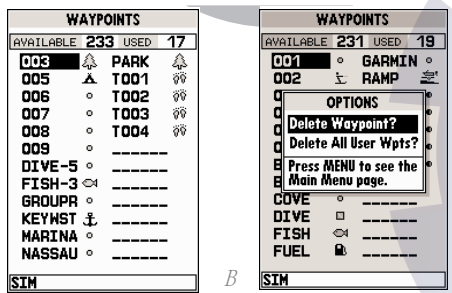 WAYPOINTS
AVAILABLE 233 USED 17
003 PARK
005 T001
006 T002
007 T003
008 T004
009 ______
DIVE-5 ______
FISH-3 ______
GROUPR ______
KEYWST ______
MARINA ______
NASSAU ______
SIM
B
WAYPOINTS
AVAILABLE 231 USED 19
001 GARMIN
002 RAMP
OPTIONS
Delete Waypoint?
Delete All User Wpts?
Press MENU to see the
Main Menu page.
COVE ______
DIVE ______
FISH ______
FUEL ______
SIM